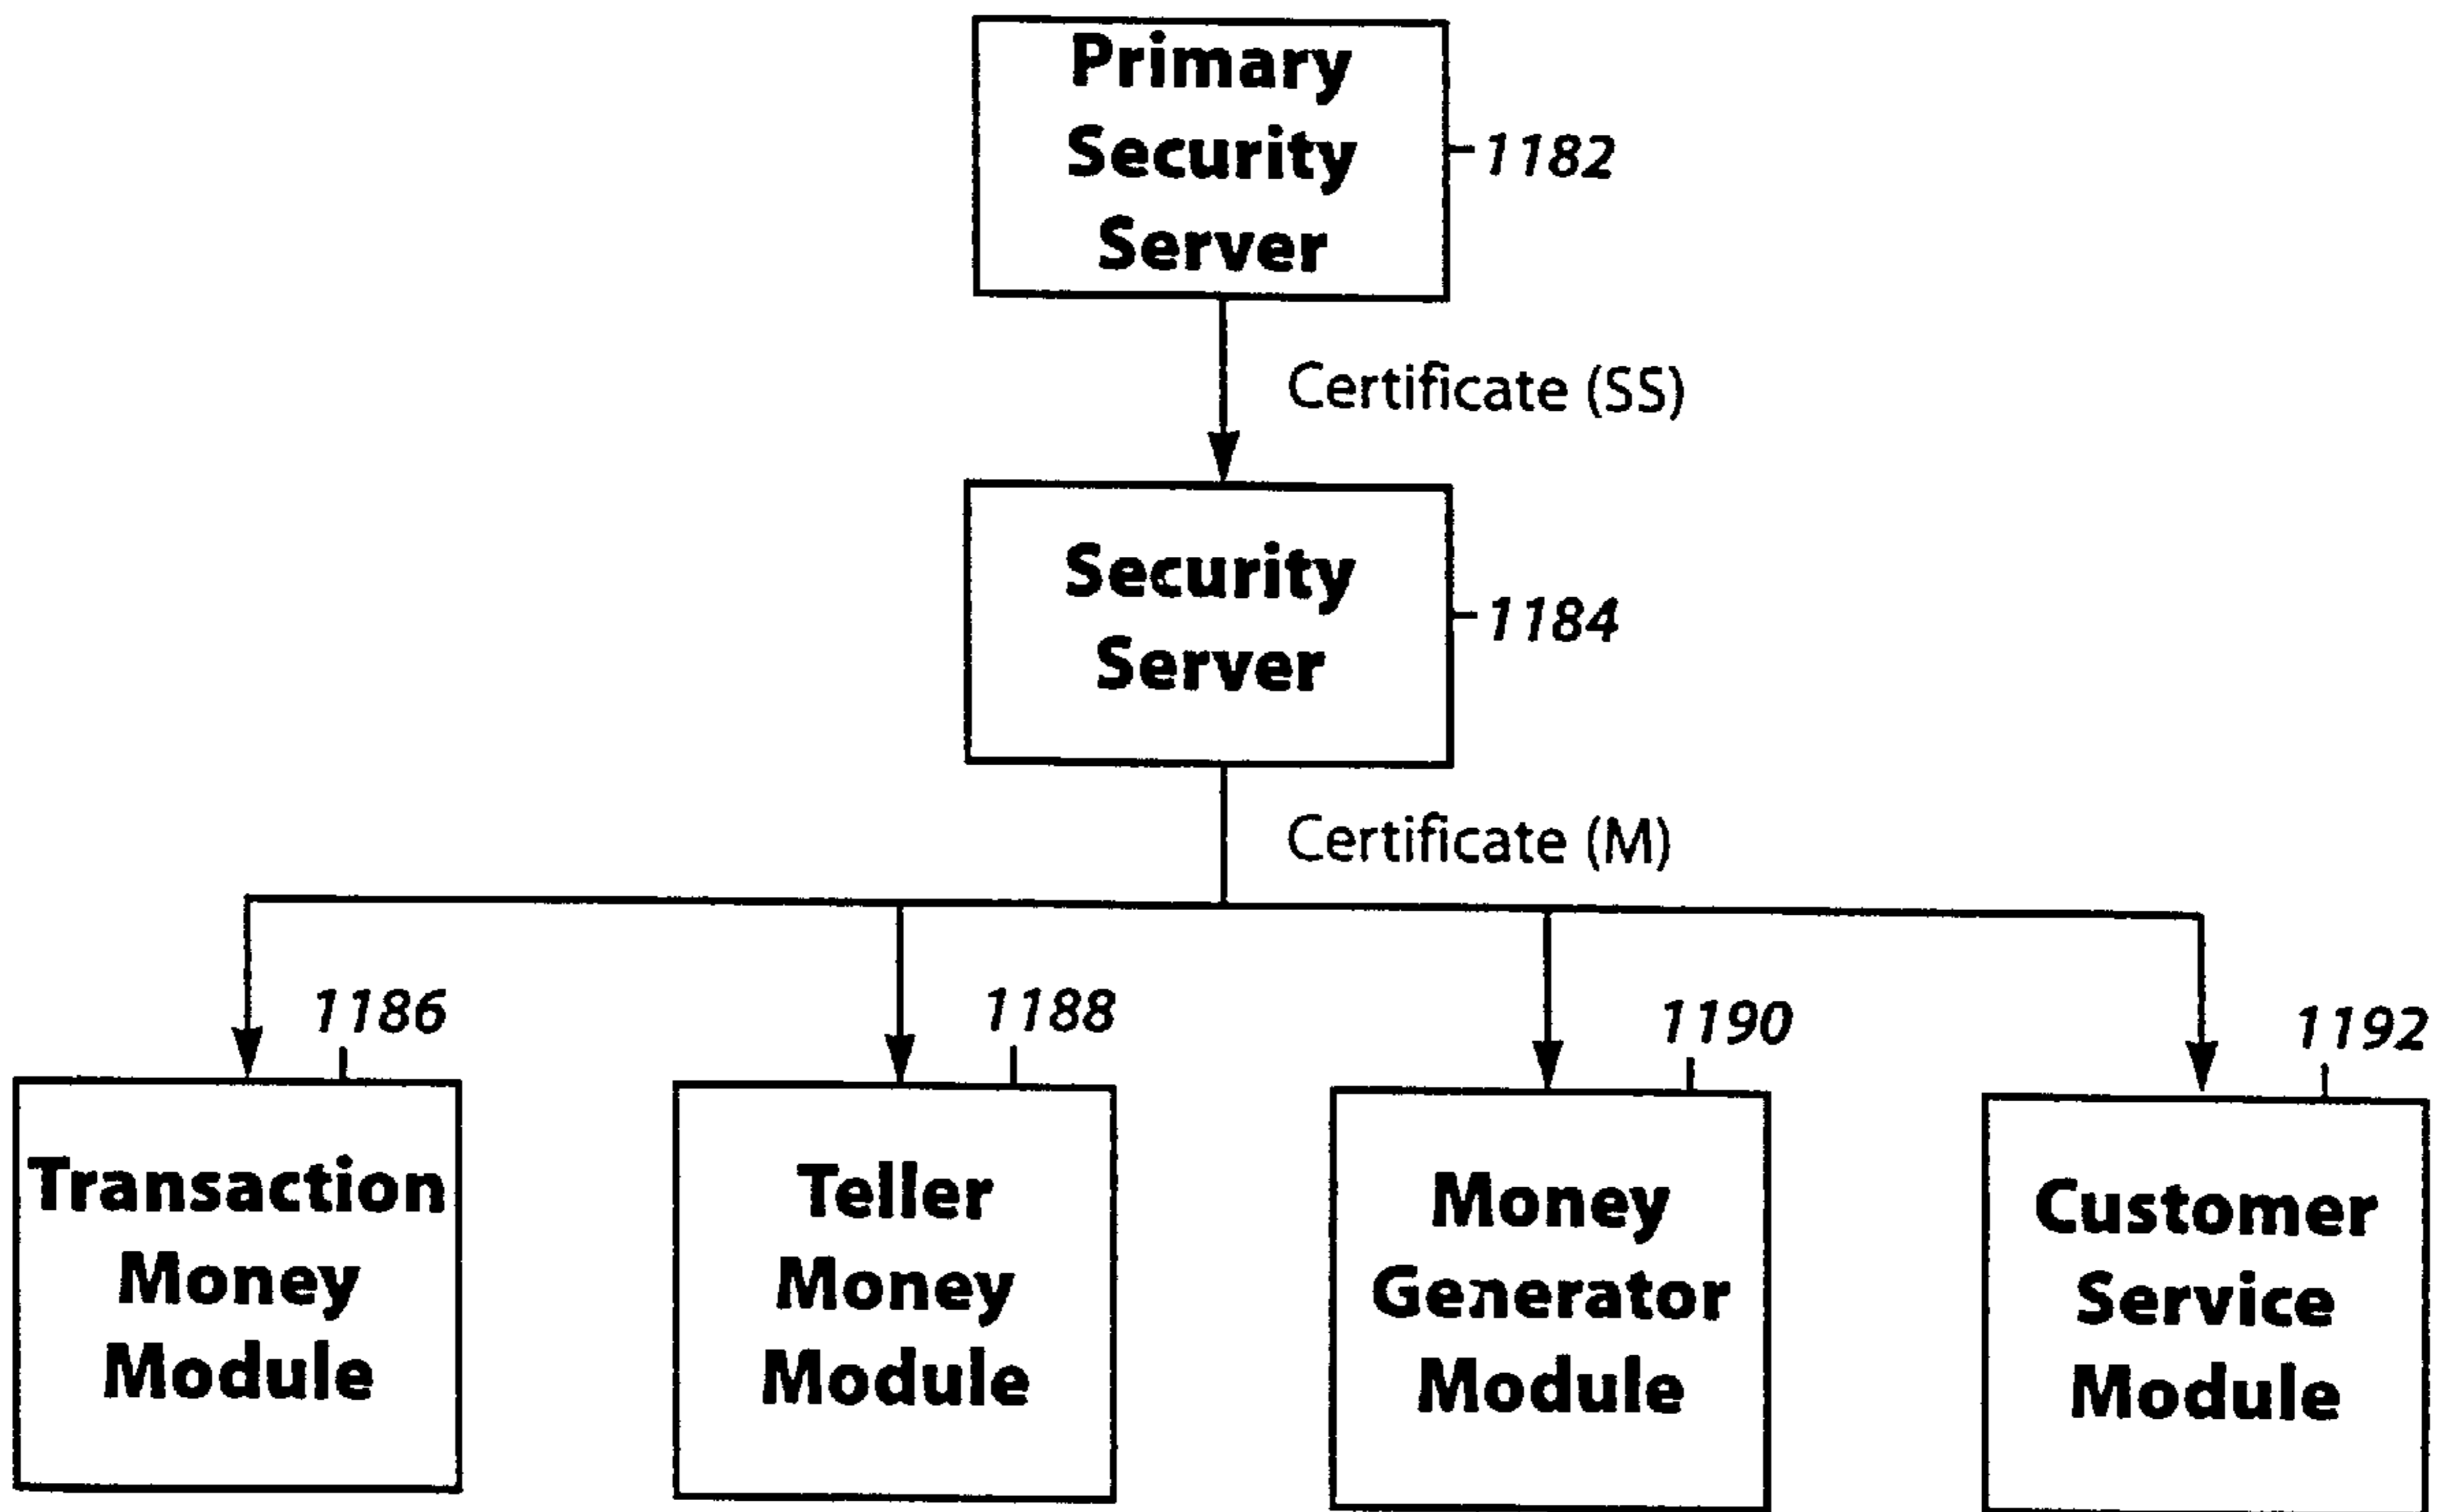 Primary
Security
Server
1182
Certificate (SS)
Security
Server
1184
Certificate (M)
1186
1188
1190
1192
Transaction
Money
Module
Teller
Money
Module
Money
Generator
Module
Customer
Service
Module